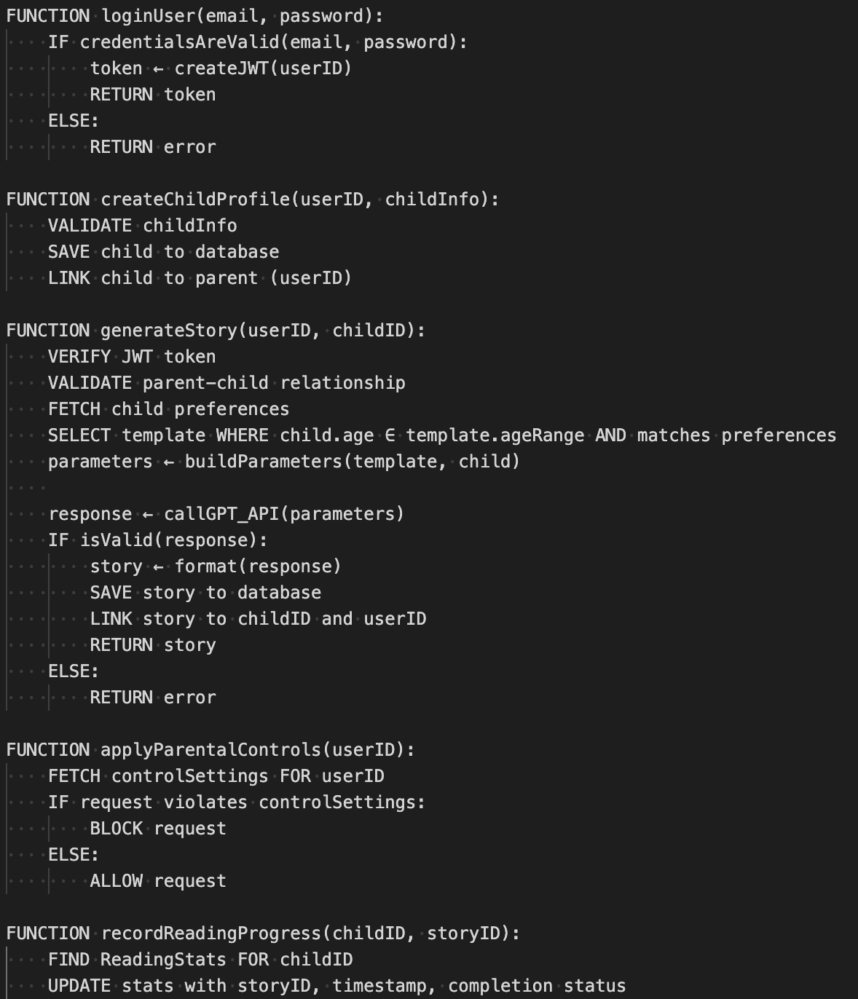 FUNCTION loginUser(email, password):
    IF credentialsAreValid(email, password):
        token ← createJWT(userID)
        RETURN token
    ELSE:
        RETURN error

FUNCTION createChildProfile(userID, childInfo):
    VALIDATE childInfo
    SAVE child to database
    LINK child to parent (userID)

FUNCTION generateStory(userID, childID):
    VERIFY JWT token
    VALIDATE parent-child relationship
    FETCH child preferences
    SELECT template WHERE child.age ∈ template.ageRange AND matches preferences
    parameters ← buildParameters(template, child)

    response ← callGPT_API(parameters)
    IF isValid(response):
        story ← format(response)
        SAVE story to database
        LINK story to childID and userID
        RETURN story
    ELSE:
        RETURN error

FUNCTION applyParentalControls(userID):
    FETCH controlSettings FOR userID
    IF request violates controlSettings:
        BLOCK request
    ELSE:
        ALLOW request

FUNCTION recordReadingProgress(childID, storyID):
    FIND ReadingStats FOR childID
    UPDATE stats with storyID, timestamp, completion status